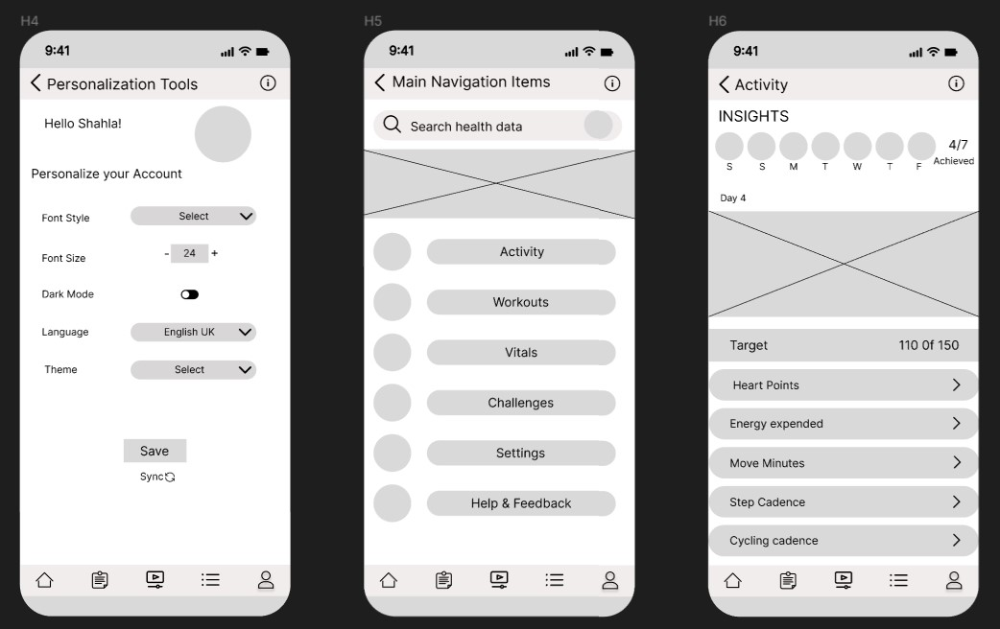 H4
9:41
Personalization Tools
Hello Shahla!
Personalize your Account
Font Style
Select
Font Size
- 24 +
Dark Mode
Language
English UK
Theme
Select
Save
Sync
H5
9:41
Main Navigation Items
Search health data
Activity
Workouts
Vitals
Challenges
Settings
Help & Feedback
H6
9:41
Activity
INSIGHTS
S S M T W T F
4/7
Achieved
Day 4
Target 110 0f 150
Heart Points
Energy expended
Move Minutes
Step Cadence
Cycling cadence